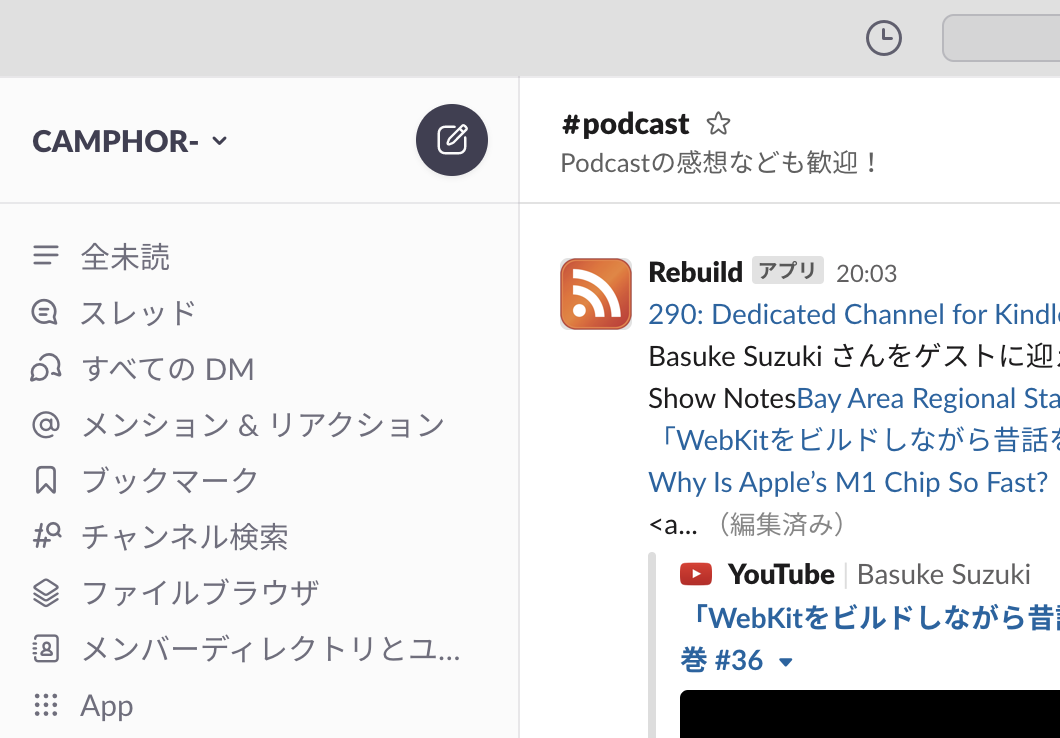 CAMPHOR-
全未読
スレッド
すべての DM
メンション & リアクション
ブックマーク
チャンネル検索
ファイルブラウザ
メンバーディレクトリとユ...
App
#podcast
Podcastの感想なども歓迎！
Rebuild アプリ 20:03
290: Dedicated Channel for Kindl
Basuke Suzuki さんをゲストに迎
Show NotesBay Area Regional Sta
「WebKitをビルドしながら昔話を
Why Is Apple’s M1 Chip So Fast?
<a... （編集済み）
YouTube | Basuke Suzuki
「WebKitをビルドしながら昔
巻 #36